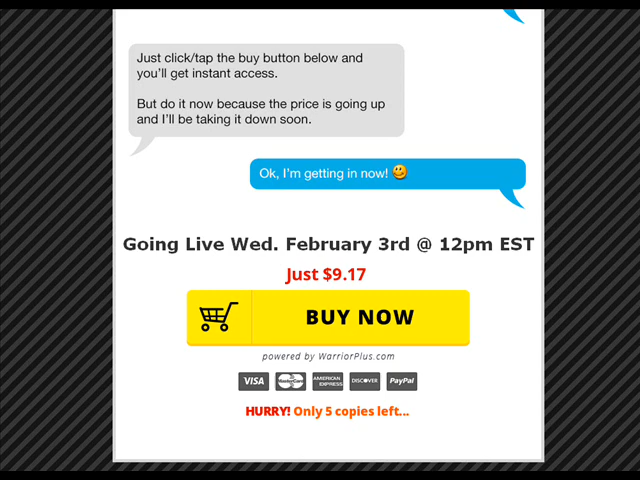 Just click/tap the buy button below and
you'll get instant access.
But do it now because the price is going up
and I'll be taking it down soon.
Ok, I'm getting in now!
Going Live Wed. February 3rd @ 12pm EST
Just $9.17
BUY NOW
powered by WarriorPlus.com
VISA MasterCard AMERICAN EXPRESS DISCOVER PayPal
HURRY! Only 5 copies left...